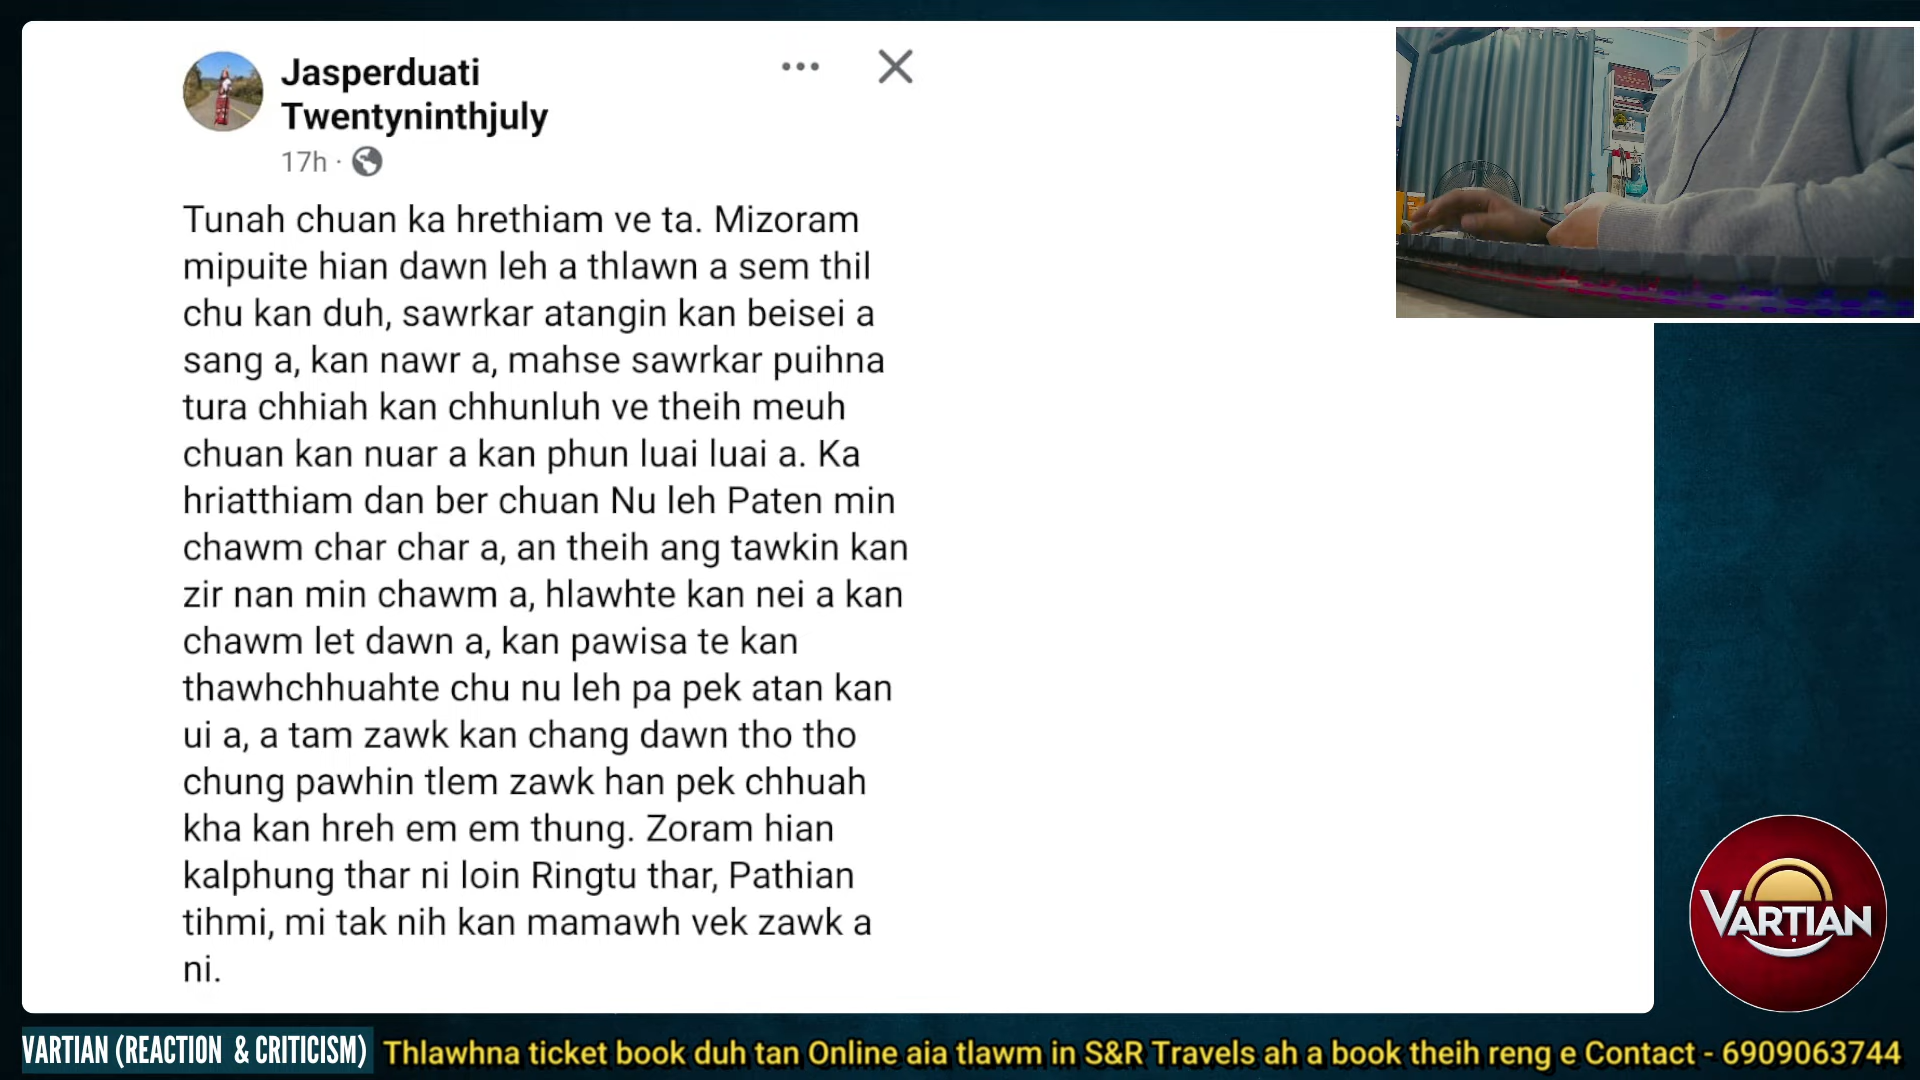 Jasperduati
Twentyninthjuly
17h ·
Tunah chuan ka hrethiam ve ta. Mizoram
mipuite hian dawn leh a thlawn a sem thil
chu kan duh, sawrkar atangin kan beisei a
sang a, kan nawr a, mahse sawrkar puihna
tura chhiah kan chhunluh ve theih meuh
chuan kan nuar a kan phun luai luai a. Ka
hriatthiam dan ber chuan Nu leh Paten min
chawm char char a, an theih ang tawkin kan
zir nan min chawm a, hlawhte kan nei a kan
chawm let dawn a, kan pawisa te kan
thawhchhuahte chu nu leh pa pek atan kan
ui a, a tam zawk kan chang dawn tho tho
chung pawhin tlem zawk han pek chhuah
kha kan hreh em em thung. Zoram hian
kalphung thar ni loin Ringtu thar, Pathian
tihmi, mi tak nih kan mamawh vek zawk a
ni.
VARṬIAN
VARTIAN (REACTION & CRITICISM)
Thlawhna ticket book duh tan Online aia tlawm in S&R Travels ah a book theih reng e Contact - 6909063744